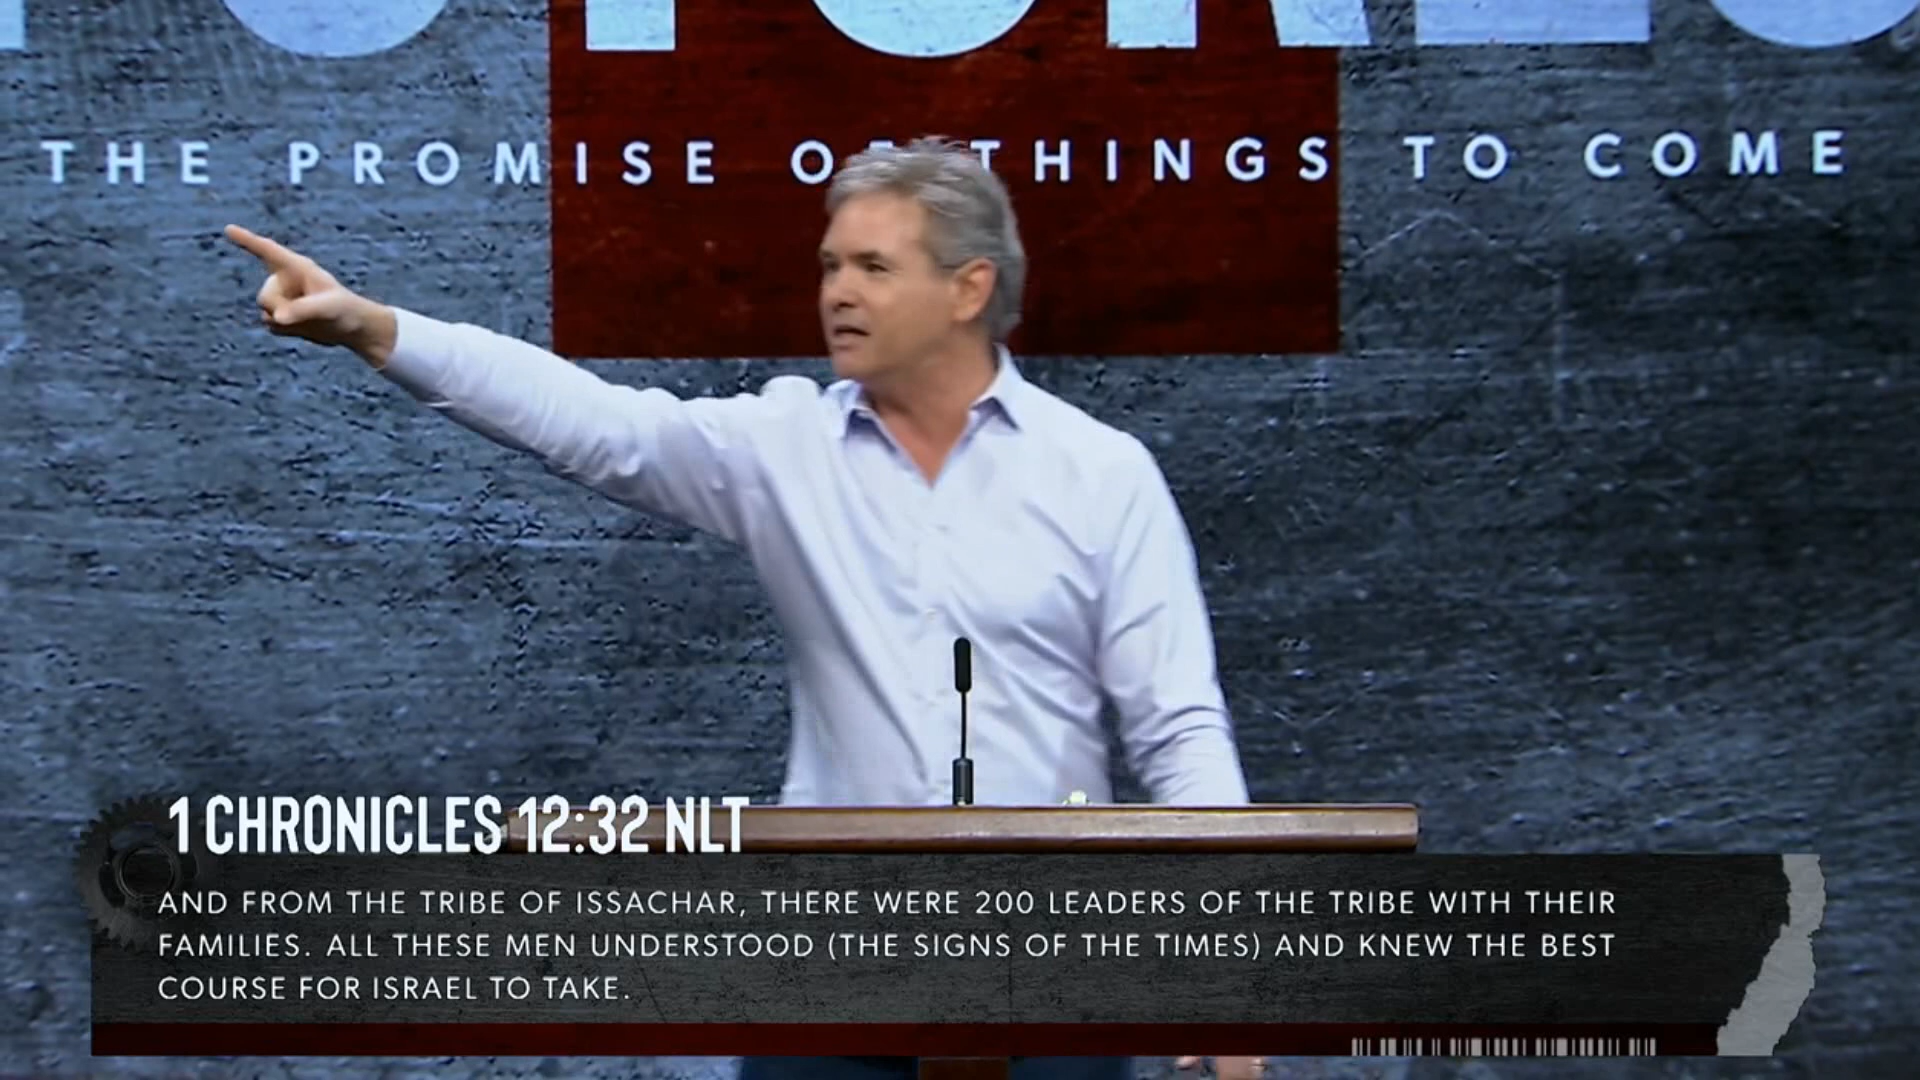 THE PROMISE OF THINGS TO COME
1 CHRONICLES 12:32 NLT
AND FROM THE TRIBE OF ISSACHAR, THERE WERE 200 LEADERS OF THE TRIBE WITH THEIR
FAMILIES. ALL THESE MEN UNDERSTOOD (THE SIGNS OF THE TIMES) AND KNEW THE BEST
COURSE FOR ISRAEL TO TAKE.